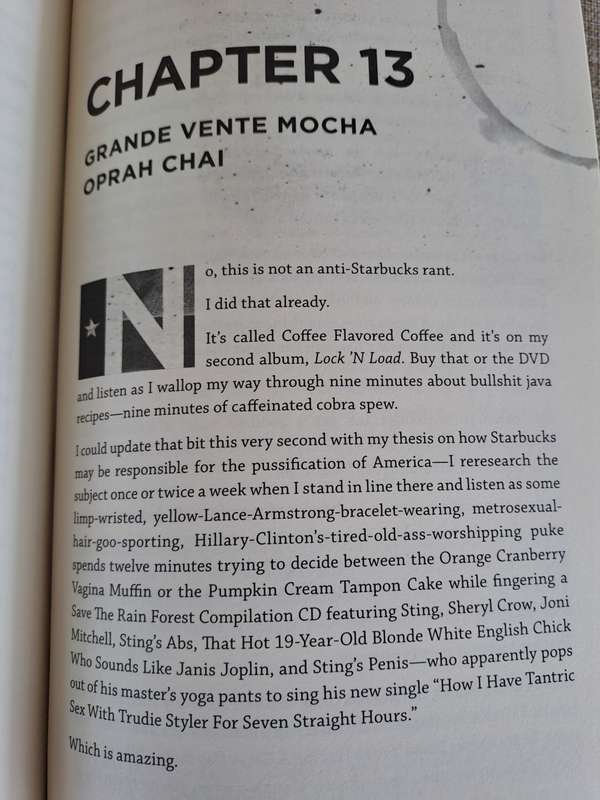 CHAPTER 13
GRANDE VENTE MOCHA
OPRAH CHAI
No, this is not an anti-Starbucks rant.
I did that already.
It's called Coffee Flavored Coffee and it's on my
second album, Lock 'N Load. Buy that or the DVD
and listen as I wallop my way through nine minutes about bullshit java
recipes—nine minutes of caffeinated cobra spew.
I could update that bit this very second with my thesis on how Starbucks
may be responsible for the pussification of America—I reresearch the
subject once or twice a week when I stand in line there and listen as some
limp-wristed, yellow-Lance-Armstrong-bracelet-wearing, metrosexual-
hair-goo-sporting, Hillary-Clinton's-tired-old-ass-worshipping puke
spends twelve minutes trying to decide between the Orange Cranberry
Vagina Muffin or the Pumpkin Cream Tampon Cake while fingering a
Save The Rain Forest Compilation CD featuring Sting, Sheryl Crow, Joni
Mitchell, Sting's Abs, That Hot 19-Year-Old Blonde White English Chick
Who Sounds Like Janis Joplin, and Sting's Penis—who apparently pops
out of his master's yoga pants to sing his new single “How I Have Tantric
Sex With Trudie Styler For Seven Straight Hours.”
Which is amazing.